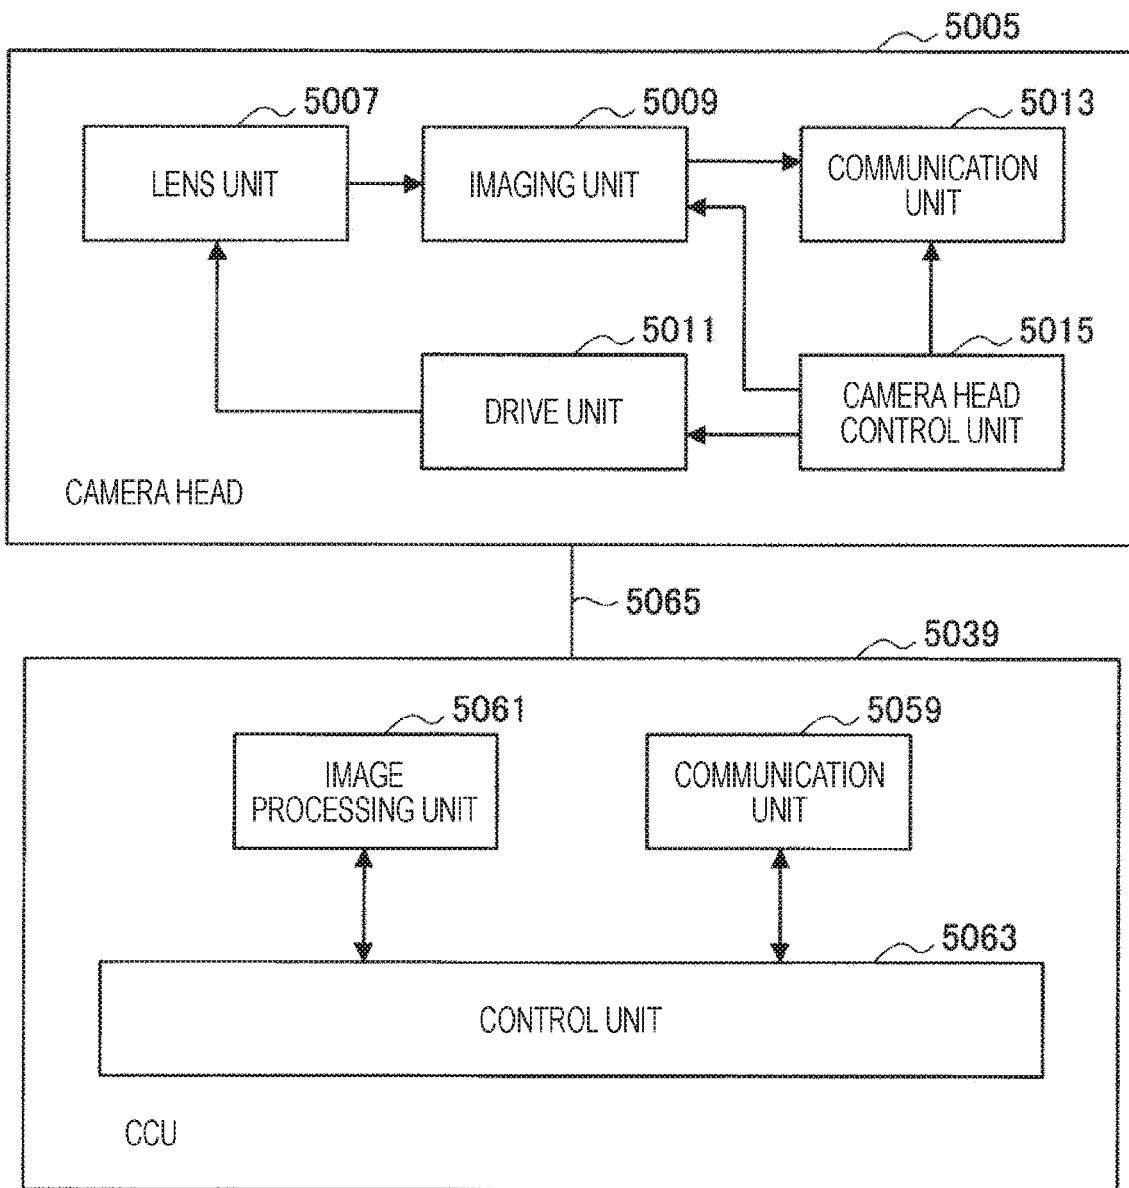 5005
5007
5009
5013
LENS UNIT
IMAGING UNIT
COMMUNICATION
UNIT
5011
5015
DRIVE UNIT
CAMERA HEAD
CONTROL UNIT
CAMERA HEAD
5065
5039
5061
5059
IMAGE
PROCESSING UNIT
COMMUNICATION
UNIT
5063
CONTROL UNIT
CCU